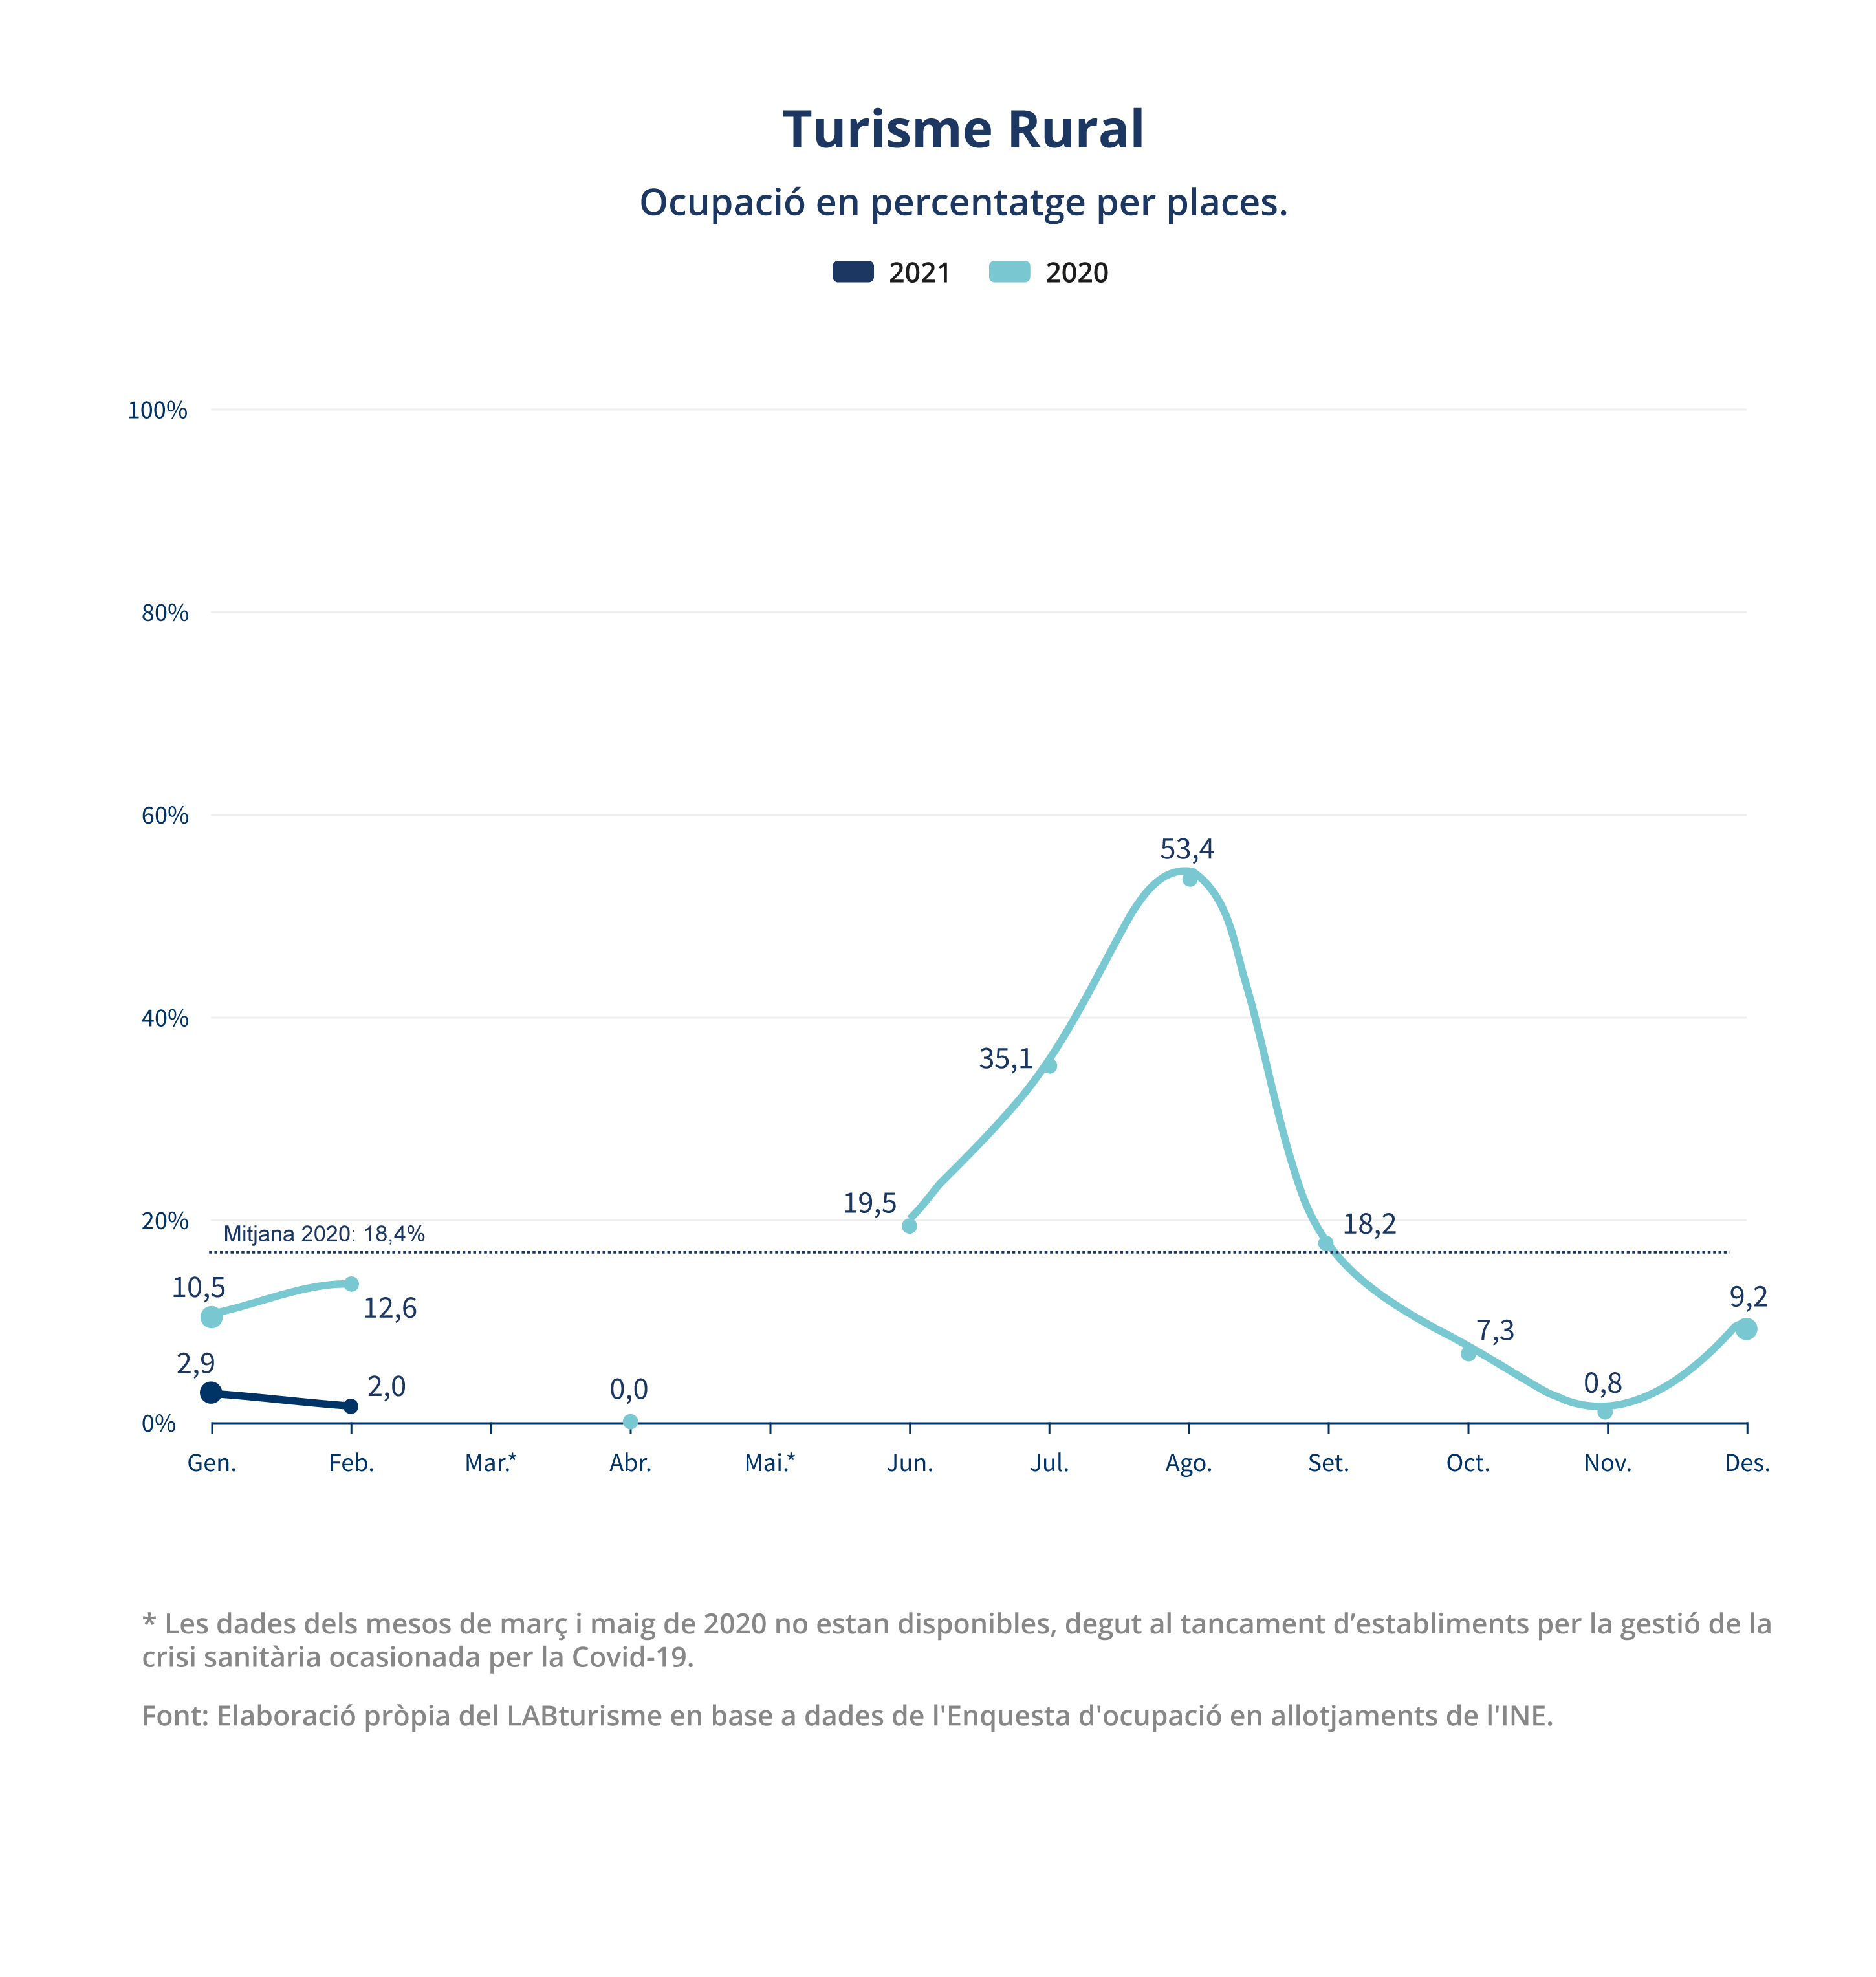 Turisme Rural
Ocupació en percentatge per places.
2021 2020
100%
80%
60%
53,4
40%
35,1
19,5
20%
18,2
Mitjana 2020: 18,4%
10,5
12,6
9,2
7,3
2,9
2,0
0,0
0,8
0%
Gen. Feb. Mar.* Abr. Mai.* Jun. Jul. Ago. Set. Oct. Nov. Des.
* Les dades dels mesos de març i maig de 2020 no estan disponibles, degut al tancament d’establiments per la gestió de la
crisi sanitària ocasionada per la Covid-19.
Font: Elaboració pròpia del LABturisme en base a dades de l'Enquesta d'ocupació en allotjaments de l'INE.